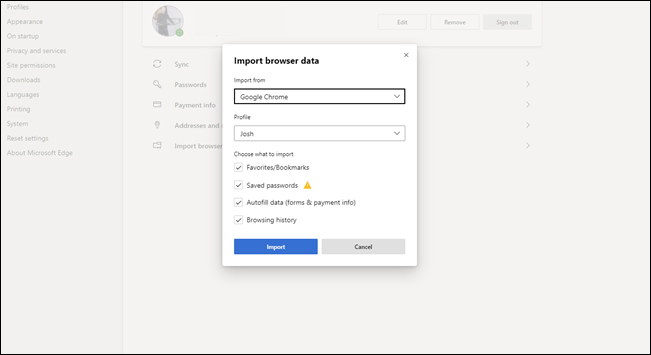 Profiles
Appearance
On startup
Privacy and services
Site permissions
Downloads
Languages
Printing
System
Reset settings
About Microsoft Edge
Edit Remove Sign out
Sync
Passwords
Payment info
Addresses and
Import browser
Import browser data
Import from
Google Chrome
Profile
Josh
Choose what to import
Favorites/Bookmarks
Saved passwords
Autofill data (forms & payment info)
Browsing history
Import Cancel